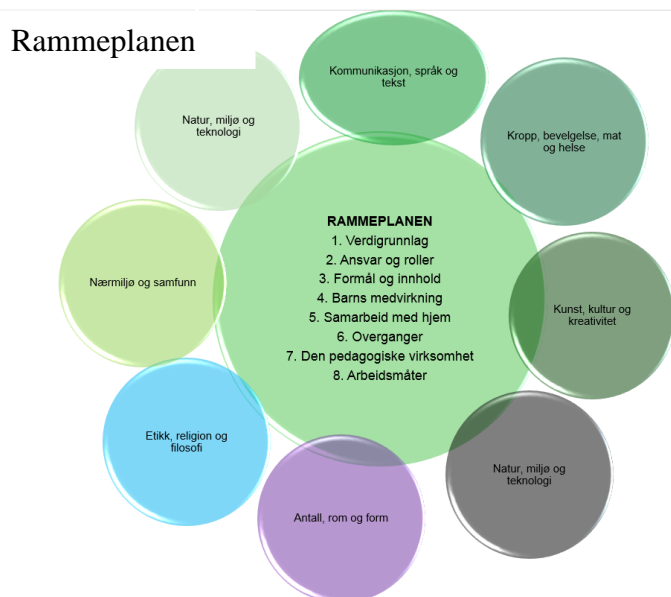 Rammeplanen
Kommunikasjon, språk og
tekst
Natur, miljø og
teknologi
Kropp, bevelgelse, mat
og helse
RAMMEPLANEN
1. Verdigrunnlag
2. Ansvar og roller
3. Formål og innhold
4. Barns medvirkning
5. Samarbeid med hjem
6. Overganger
7. Den pedagogiske virksomhet
8. Arbeidsmåter
Nærmiljø og samfunn
Kunst, kultur og
kreativitet
Etikk, religion og
filosofi
Natur, miljø og
teknologi
Antall, rom og form